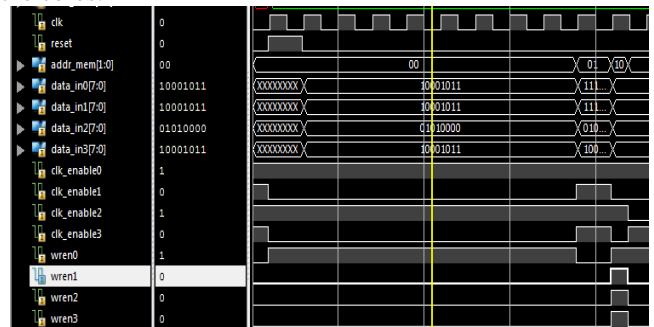 clk 0
reset 0
addr_mem[1:0] 00 00 01 10
data_in0[7:0] 10001011 XXXXXXXX 10001011 111...
data_in1[7:0] 10001011 XXXXXXXX 10001011 111...
data_in2[7:0] 01010000 XXXXXXXX 01010000 010...
data_in3[7:0] 10001011 XXXXXXXX 10001011 100...
clk_enable0 1
clk_enable1 0
clk_enable2 1
clk_enable3 0
wren0 1
wren1 0
wren2 0
wren3 0